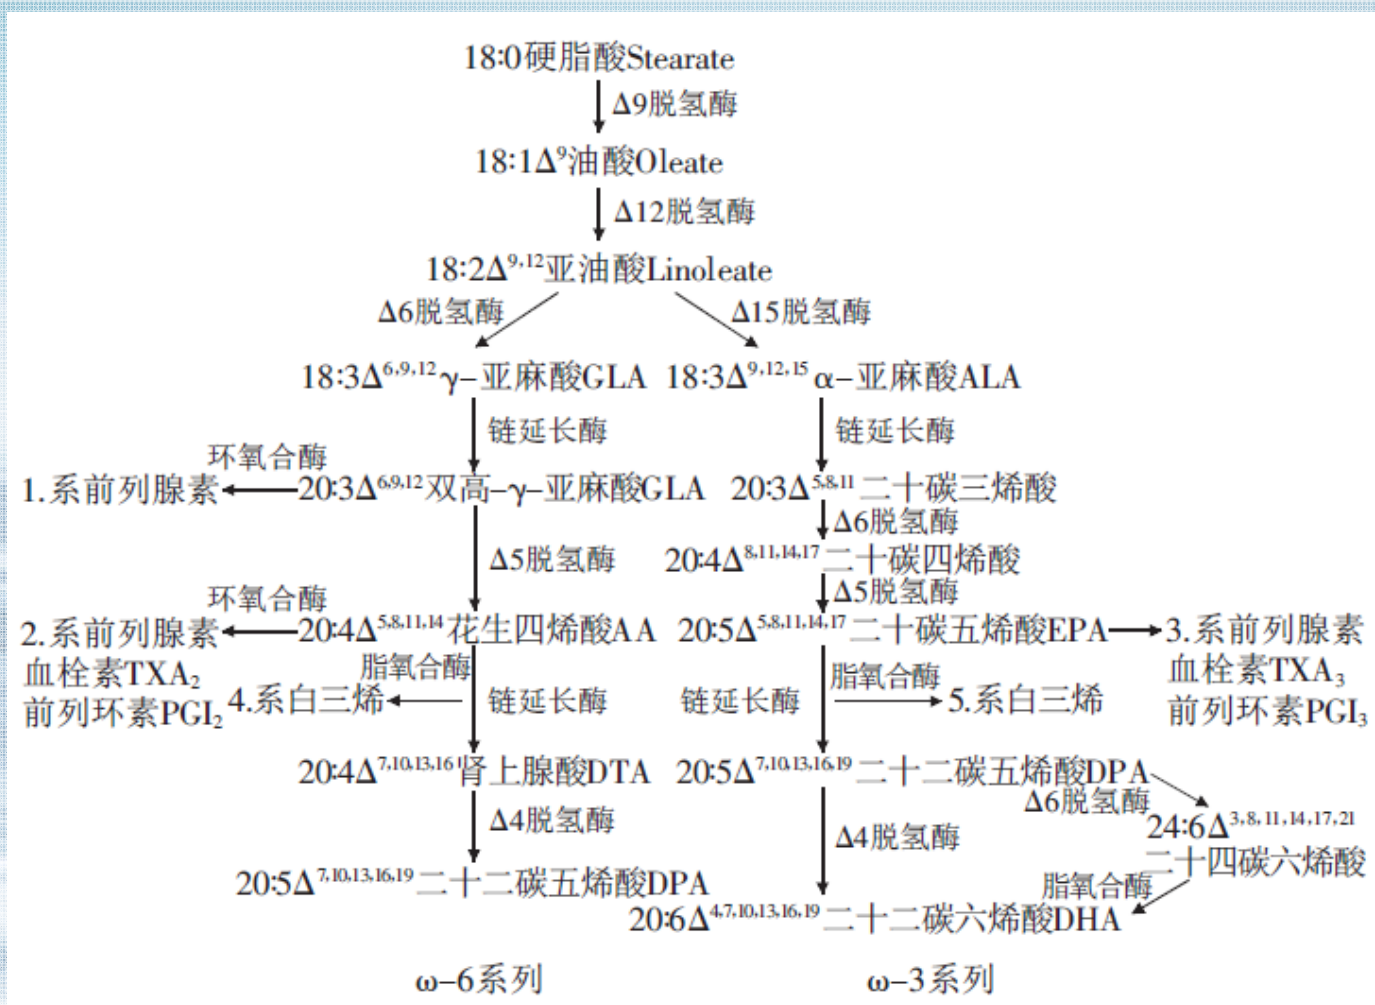 18:0硬脂酸Stearate
Δ9脱氢酶
18:1Δ⁹油酸Oleate
Δ12脱氢酶
18:2Δ⁹,¹²亚油酸Linoleate
Δ6脱氢酶 Δ15脱氢酶
18:3Δ⁶,⁹,¹²γ-亚麻酸GLA 18:3Δ⁹,¹²,¹⁵α-亚麻酸ALA
链延长酶 链延长酶
环氧合酶
1.系前列腺素 20:3Δ⁶,⁹,¹²双高-γ-亚麻酸GLA 20:3Δ⁵,⁸,¹¹二十碳三烯酸
Δ6脱氢酶
Δ5脱氢酶 20:4Δ⁸,¹¹,¹⁴,¹⁷二十碳四烯酸
环氧合酶 Δ5脱氢酶
2.系前列腺素 20:4Δ⁵,⁸,¹¹,¹⁴花生四烯酸AA 20:5Δ⁵,⁸,¹¹,¹⁴,¹⁷二十碳五烯酸EPA 3.系前列腺素
血栓素TXA₂ 脂氧合酶 脂氧合酶 血栓素TXA₃
前列环素PGI₂ 4.系白三烯 链延长酶 链延长酶 5.系白三烯 前列环素PGI₃
20:4Δ⁷,¹⁰,¹³,¹⁶肾上腺酸DTA 20:5Δ⁷,¹⁰,¹³,¹⁶,¹⁹二十二碳五烯酸DPA
Δ6脱氢酶
Δ4脱氢酶 Δ4脱氢酶 24:6Δ³,⁸,¹¹,¹⁴,¹⁷,²¹
二十四碳六烯酸
20:5Δ⁷,¹⁰,¹³,¹⁶,¹⁹二十二碳五烯酸DPA 脂氧合酶
20:6Δ⁴,⁷,¹⁰,¹³,¹⁶,¹⁹二十二碳六烯酸DHA
ω-6系列 ω-3系列